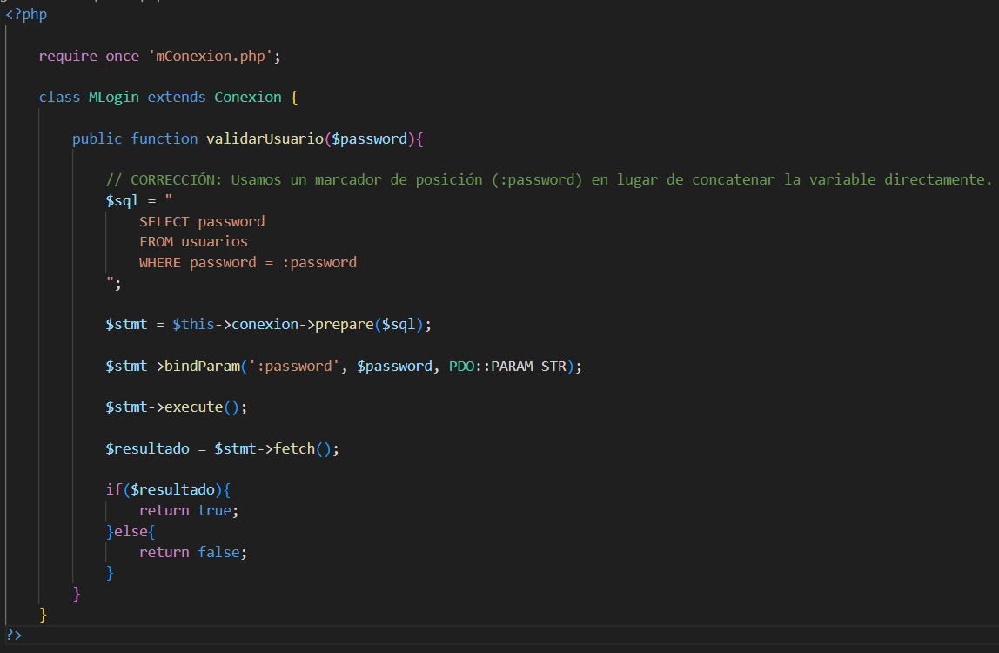 <?php
require_once 'mConexion.php';
class MLogin extends Conexion {
public function validarUsuario($password){
// CORRECCIÓN: Usamos un marcador de posición (:password) en lugar de concatenar la variable directamente.
$sql = "
SELECT password
FROM usuarios
WHERE password = :password
";
$stmt = $this->conexion->prepare($sql);
$stmt->bindParam(':password', $password, PDO::PARAM_STR);
$stmt->execute();
$resultado = $stmt->fetch();
if($resultado){
return true;
}else{
return false;
}
}
}
?>